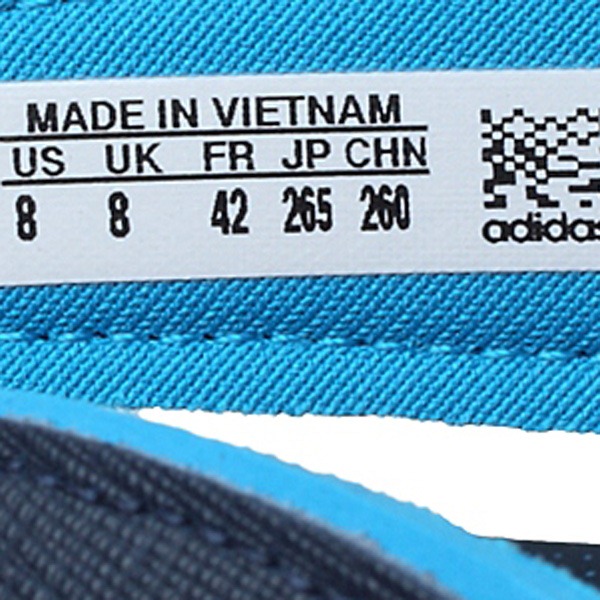 MADE IN VIETNAM
US UK FR JP CHN
8 8 42 265 260
adidas